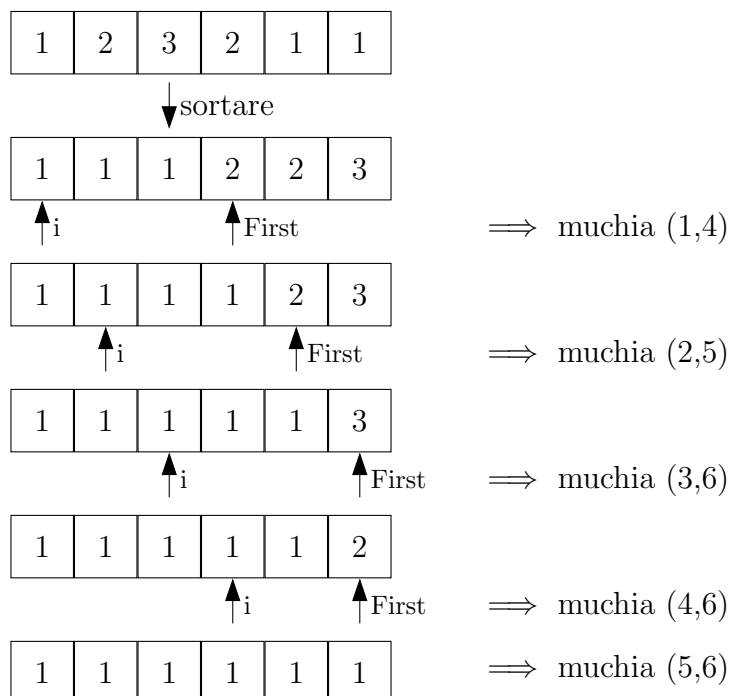 1 2 3 2 1 1
sortare
1 1 1 2 2 3
i First ⟹ muchia (1,4)
1 1 1 1 2 3
i First ⟹ muchia (2,5)
1 1 1 1 1 3
i First ⟹ muchia (3,6)
1 1 1 1 1 2
i First ⟹ muchia (4,6)
1 1 1 1 1 1 ⟹ muchia (5,6)